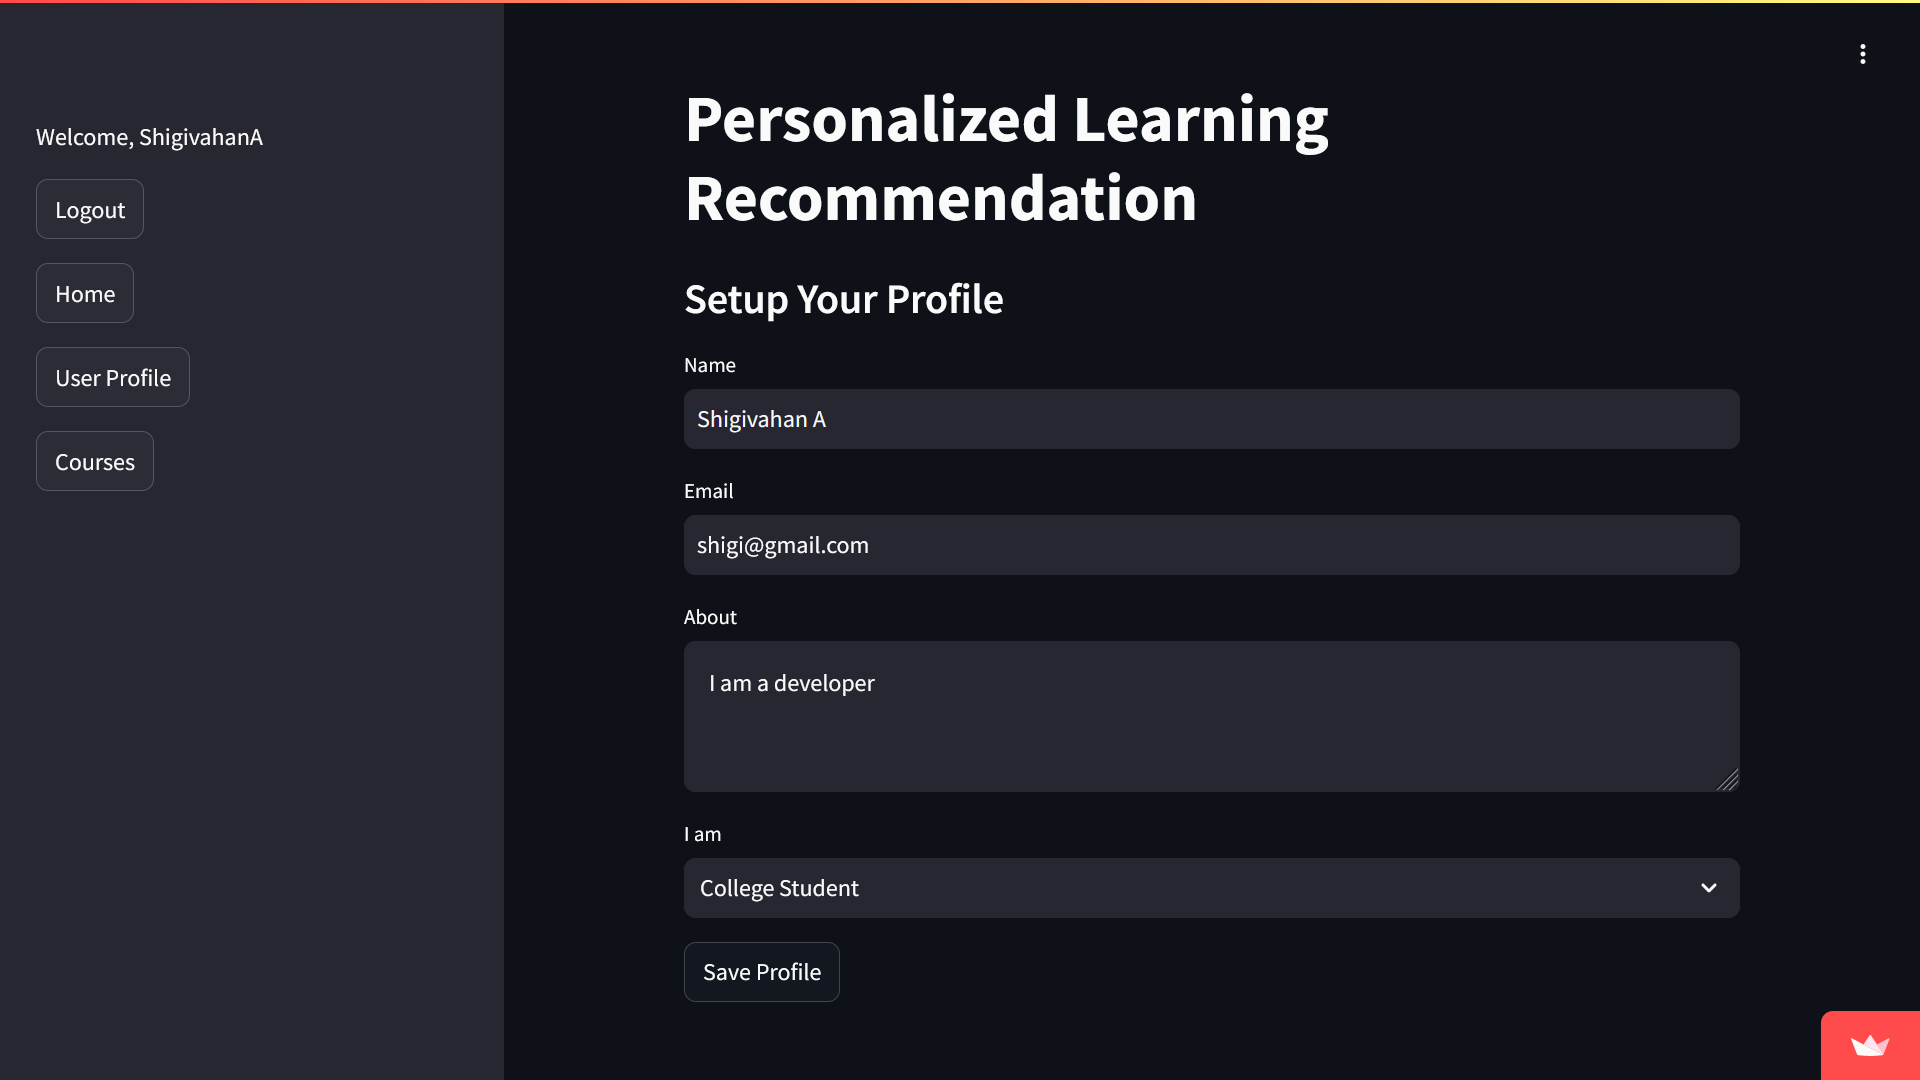 Welcome, ShigivahanA
Logout
Home
User Profile
Courses
Personalized Learning
Recommendation
Setup Your Profile
Name
Shigivahan A
Email
shigi@gmail.com
About
I am a developer
I am
College Student
Save Profile